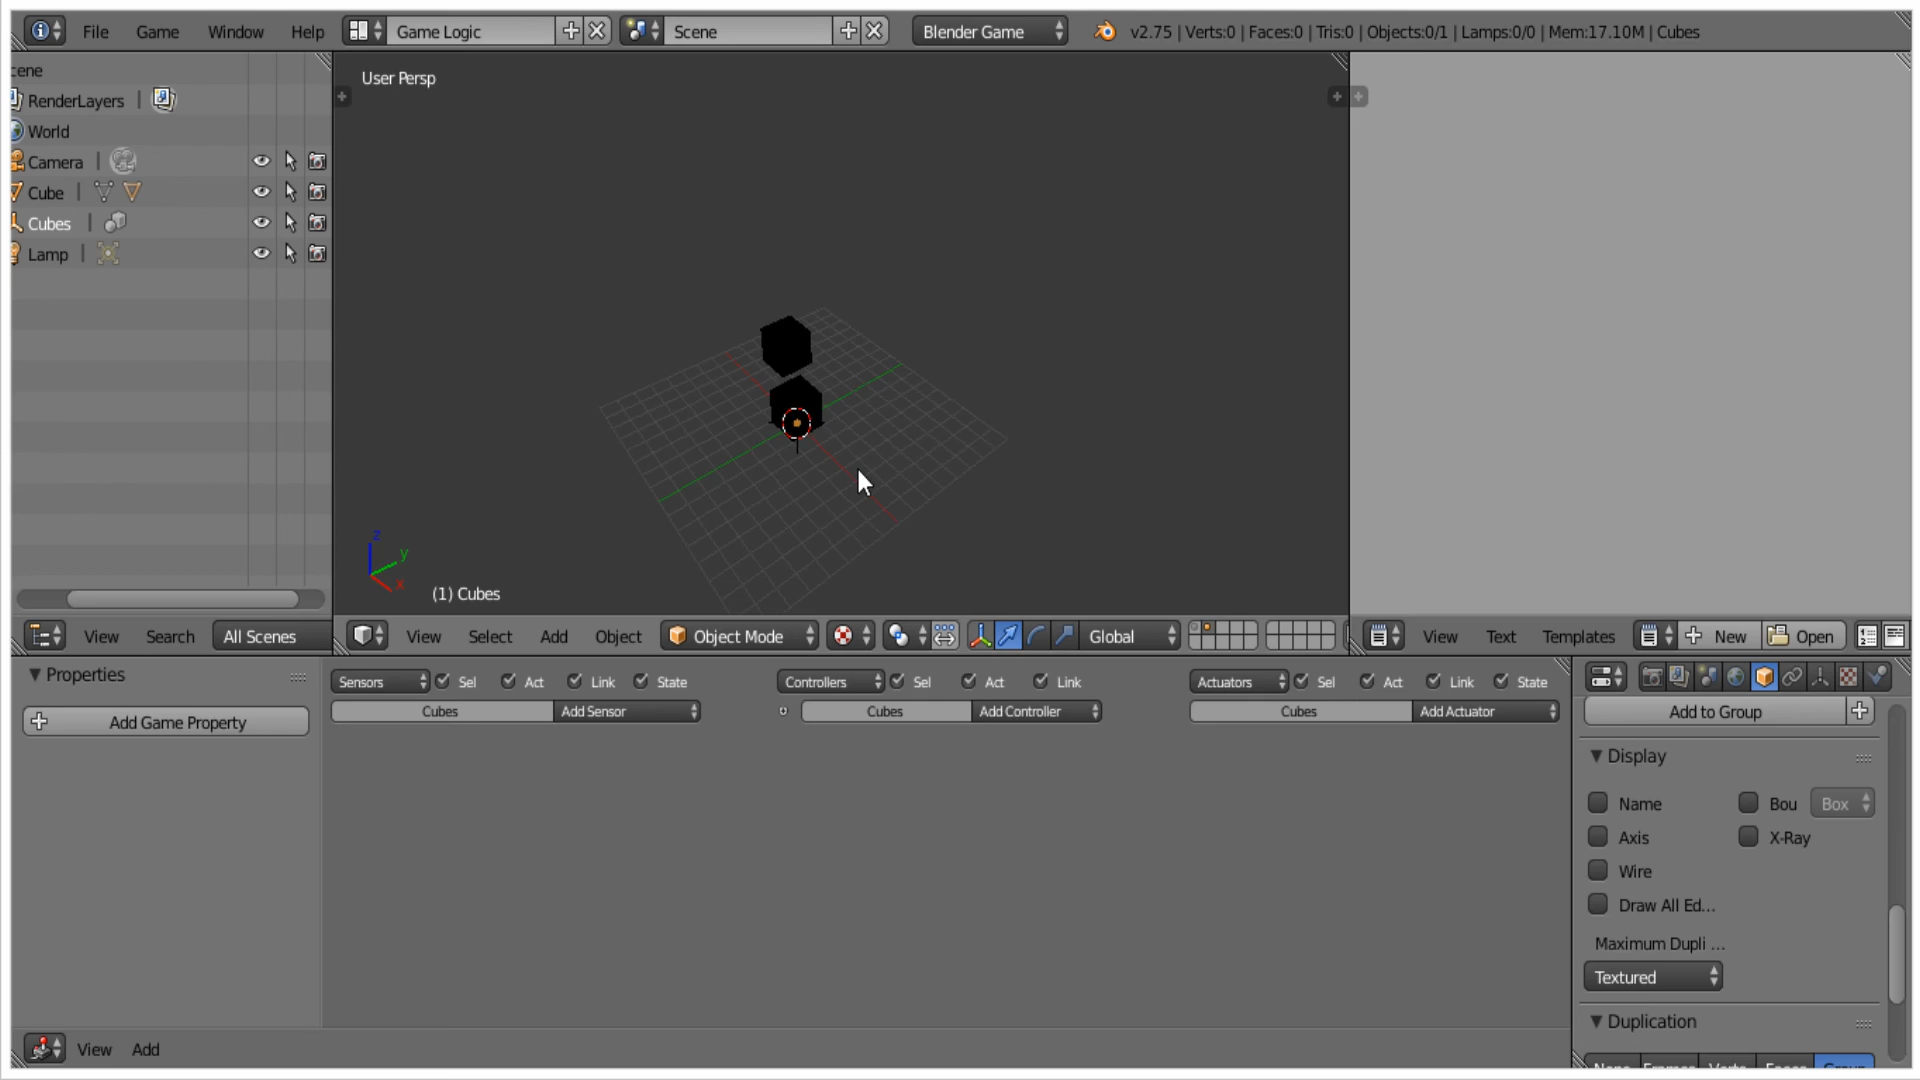 File Game Window Help Game Logic Scene Blender Game v2.75 | Verts:0 | Faces:0 | Tris:0 | Objects:0/1 | Lamps:0/0 | Mem:17.10M | Cubes
cene
RenderLayers
World
Camera
Cube
Cubes
Lamp
User Persp
z
y
x
(1) Cubes
View Search All Scenes
View Select Add Object Object Mode Global
View Text Templates New Open
Properties
Add Game Property
Sensors Sel Act Link State Controllers Sel Act Link Actuators Sel Act Link State
Cubes Add Sensor Cubes Add Controller Cubes Add Actuator
Add to Group
Display
Name Bou Box
Axis X-Ray
Wire
Draw All Ed...
Maximum Dupli ...
Textured
Duplication
None Frames Verts Faces Group
View Add